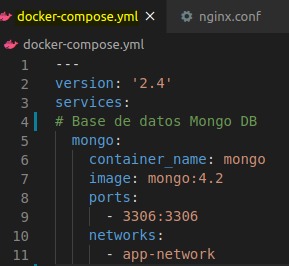 docker-compose.yml × nginx.conf
docker-compose.yml
1 ---
2 version: '2.4'
3 services:
4 # Base de datos Mongo DB
5   mongo:
6     container_name: mongo
7     image: mongo:4.2
8     ports:
9       - 3306:3306
10     networks:
11       - app-network